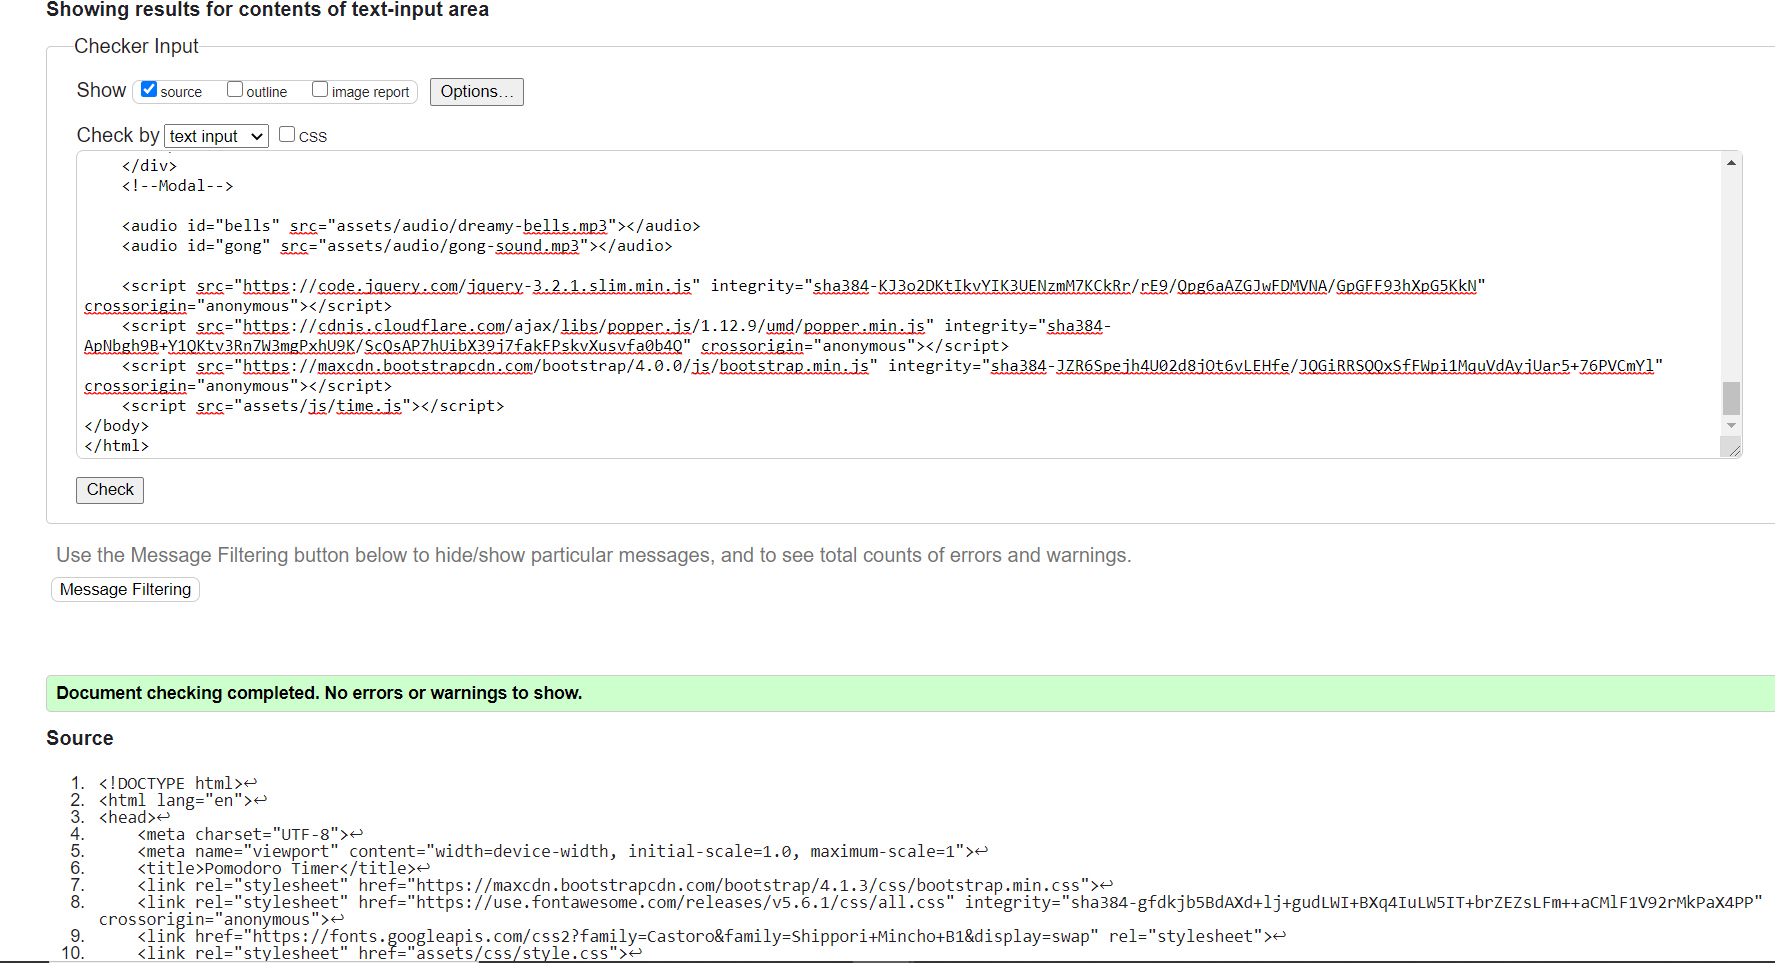 Showing results for contents of text-input area
Checker Input
Show source outline image report Options...
Check by text input CSS
</div>
<!--Modal-->
<audio id="bells" src="assets/audio/dreamy-bells.mp3"></audio>
<audio id="gong" src="assets/audio/gong-sound.mp3"></audio>
<script src="https://code.jquery.com/jquery-3.2.1.slim.min.js" integrity="sha384-KJ3o2DKtIkvYIK3UENzmM7KCkRr/rE9/Qpg6aAZGJwFDMVNA/GpGFF93hXpG5KkN"
crossorigin="anonymous"></script>
<script src="https://cdnjs.cloudflare.com/ajax/libs/popper.js/1.12.9/umd/popper.min.js" integrity="sha384-
ApNbgh9B+Y1QKtv3Rn7W3mgPxhU9K/ScQsAP7hUibX39j7fakFPskvXusvfa0b4Q" crossorigin="anonymous"></script>
<script src="https://maxcdn.bootstrapcdn.com/bootstrap/4.0.0/js/bootstrap.min.js" integrity="sha384-JZR6Spejh4U02d8jOt6vLEHfe/JQGiRRSQQxSfFWpi1MquVdAyjUar5+76PVCmYl"
crossorigin="anonymous"></script>
<script src="assets/js/time.js"></script>
</body>
</html>
Check
Use the Message Filtering button below to hide/show particular messages, and to see total counts of errors and warnings.
Message Filtering
Document checking completed. No errors or warnings to show.
Source
1. <!DOCTYPE html>↩
2. <html lang="en">↩
3. <head>↩
4. <meta charset="UTF-8">↩
5. <meta name="viewport" content="width=device-width, initial-scale=1.0, maximum-scale=1">↩
6. <title>Pomodoro Timer</title>↩
7. <link rel="stylesheet" href="https://maxcdn.bootstrapcdn.com/bootstrap/4.1.3/css/bootstrap.min.css">↩
8. <link rel="stylesheet" href="https://use.fontawesome.com/releases/v5.6.1/css/all.css" integrity="sha384-gfdkjb5BdAXd+lj+gudLWI+BXq4IuLW5IT+brZEZsLFm++aCMlF1V92rMkPaX4PP"
crossorigin="anonymous">↩
9. <link href="https://fonts.googleapis.com/css2?family=Castoro&family=Shippori+Mincho+B1&display=swap" rel="stylesheet">↩
10. <link rel="stylesheet" href="assets/css/style.css">↩